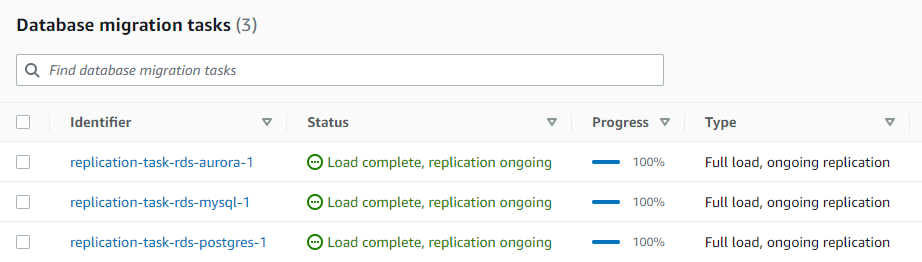 Database migration tasks (3)
Find database migration tasks
Identifier Status Progress Type
replication-task-rds-aurora-1 Load complete, replication ongoing 100% Full load, ongoing replication
replication-task-rds-mysql-1 Load complete, replication ongoing 100% Full load, ongoing replication
replication-task-rds-postgres-1 Load complete, replication ongoing 100% Full load, ongoing replication